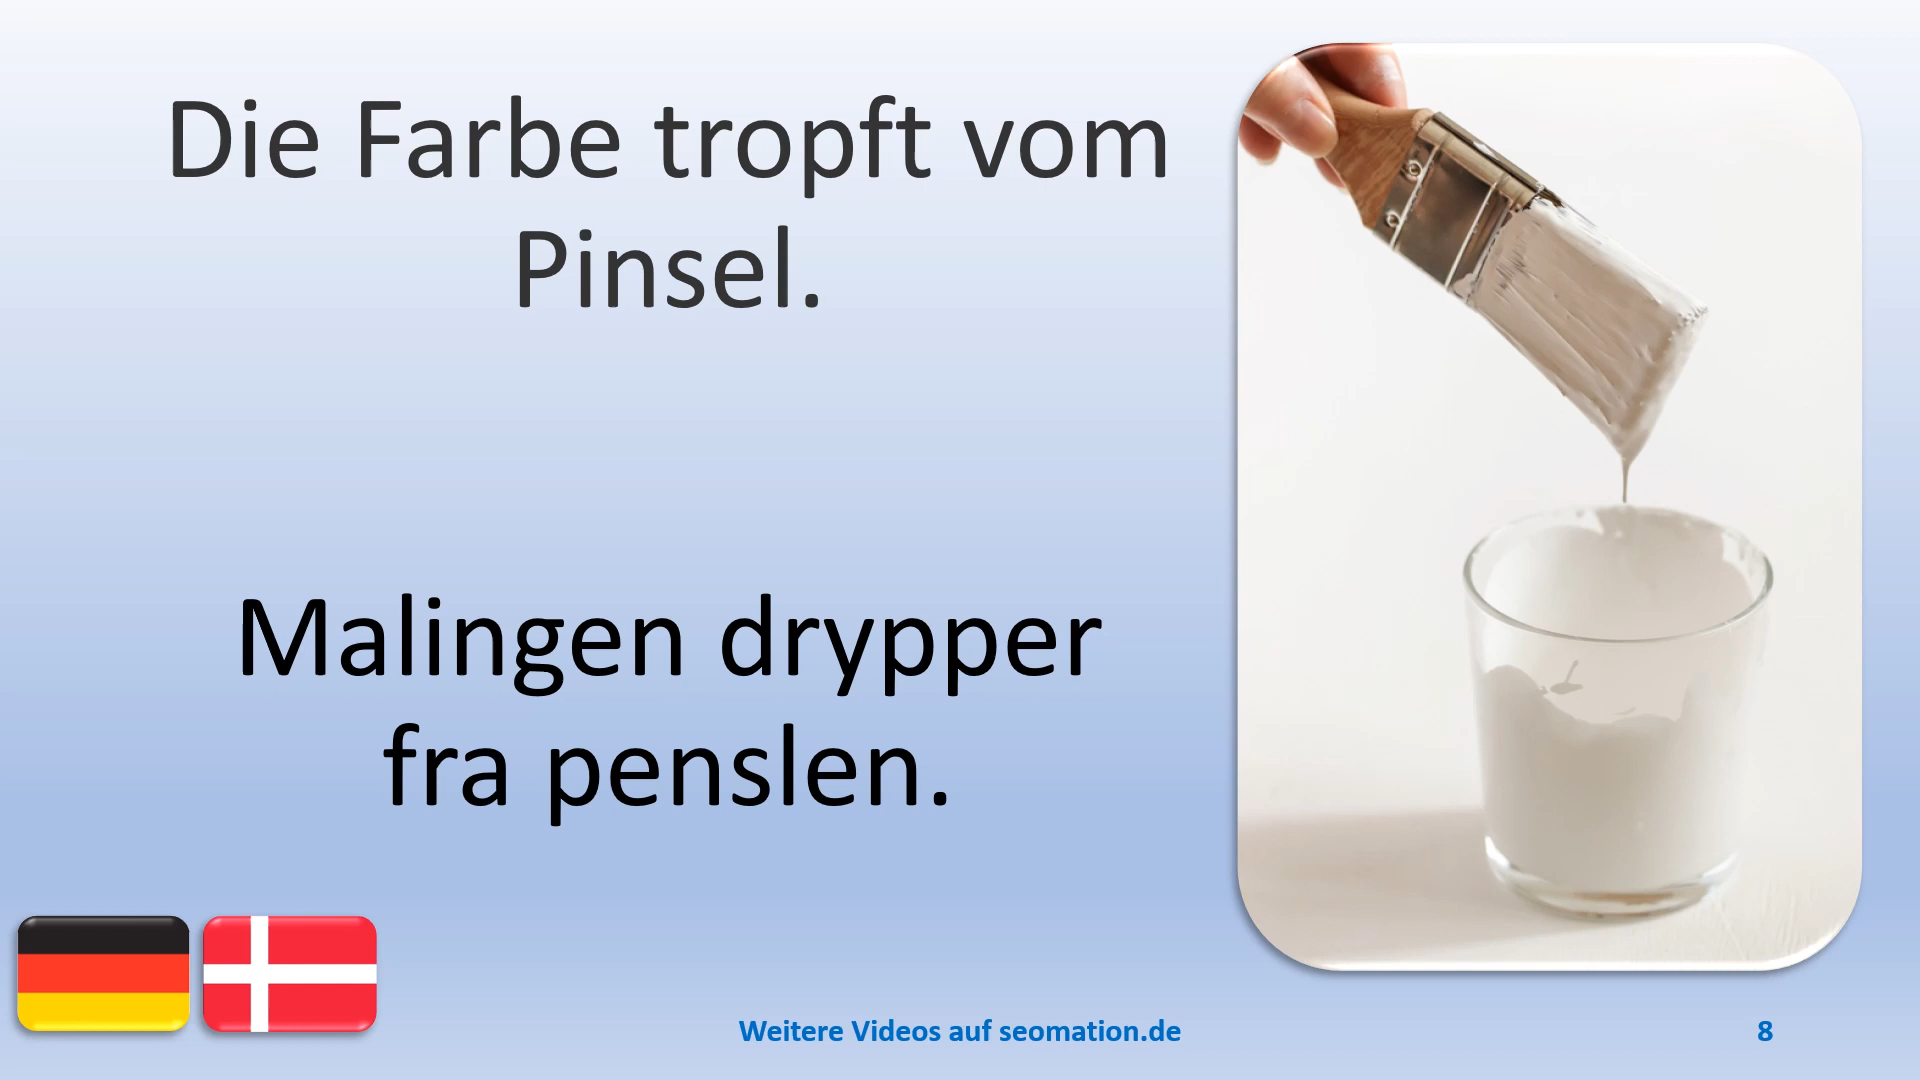 Die Farbe tropft vom
Pinsel.
Malingen drypper
fra penslen.
Weitere Videos auf seomation.de
8